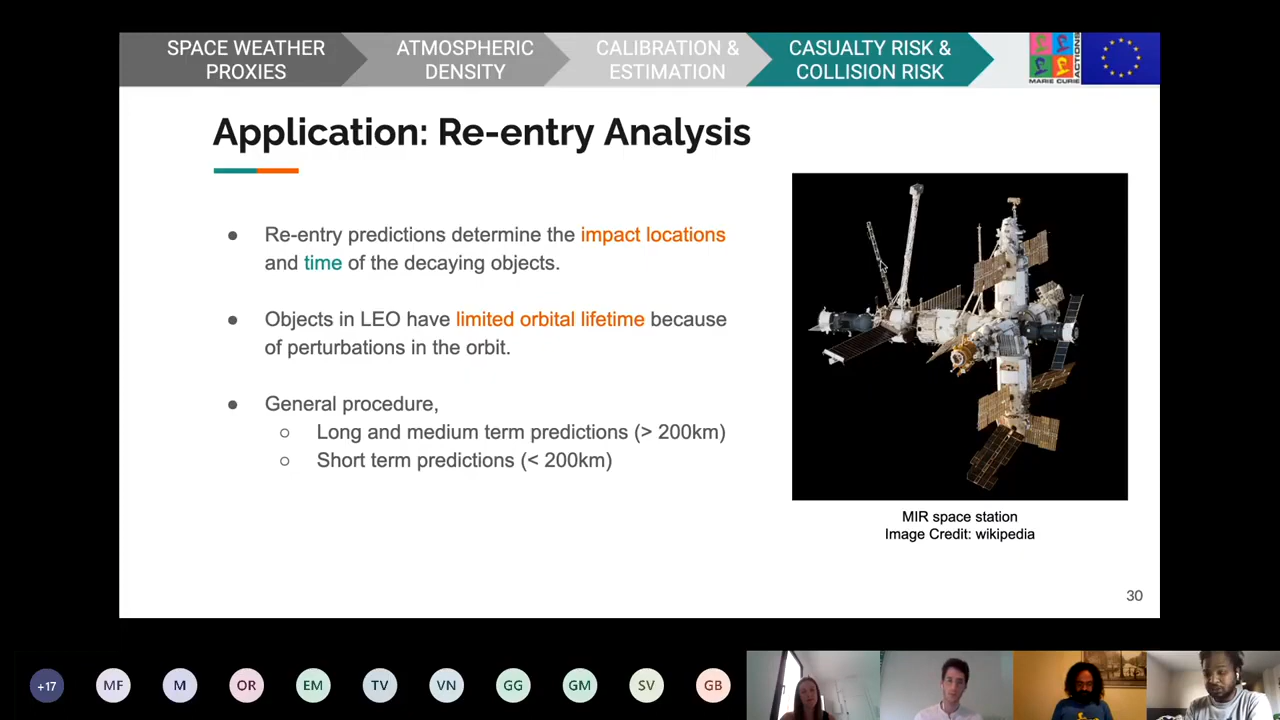 SPACE WEATHER
PROXIES
ATMOSPHERIC
DENSITY
CALIBRATION &
ESTIMATION
CASUALTY RISK &
COLLISION RISK
MARIE CURIE
ACTIONS
Application: Re-entry Analysis
● Re-entry predictions determine the impact locations
and time of the decaying objects.
● Objects in LEO have limited orbital lifetime because
of perturbations in the orbit.
● General procedure,
○ Long and medium term predictions (> 200km)
○ Short term predictions (< 200km)
MIR space station
Image Credit: wikipedia
30
+17
MF
M
OR
EM
TV
VN
GG
GM
SV
GB